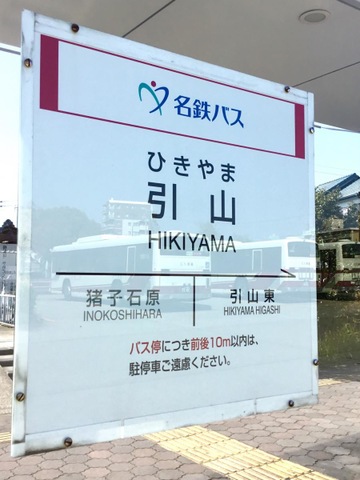 名鉄バス
ひきやま
引山
HIKIYAMA
猪子石原
INOKOSHIHARA
引山東
HIKIYAMA HIGASHI
バス停につき前後10m以内は、
駐停車ご遠慮ください。